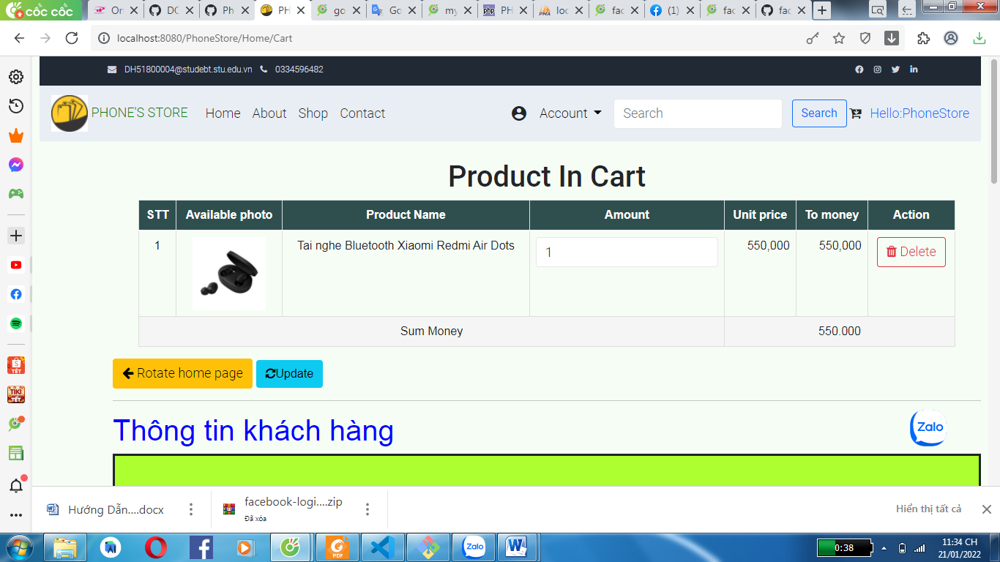 cốc cốc
Or
DC
Ph
PH
go
Go
my
PH
loc
fac
(1)
fac
fac
localhost:8080/PhoneStore/Home/Cart
DH51800004@studebt.stu.edu.vn 0334596482
PHONE'S STORE Home About Shop Contact Account Search Search Hello:PhoneStore
Product In Cart
STT Available photo Product Name Amount Unit price To money Action
1 Tai nghe Bluetooth Xiaomi Redmi Air Dots 1 550,000 550,000 Delete
Sum Money 550.000
Rotate home page Update
Thông tin khách hàng
Zalo
TẾT
TIKI
TẾT
Hướng Dẫn....docx
facebook-logi....zip
Đã xóa
Hiển thị tất cả
PDF
Zalo
0:38
11:34 CH
21/01/2022